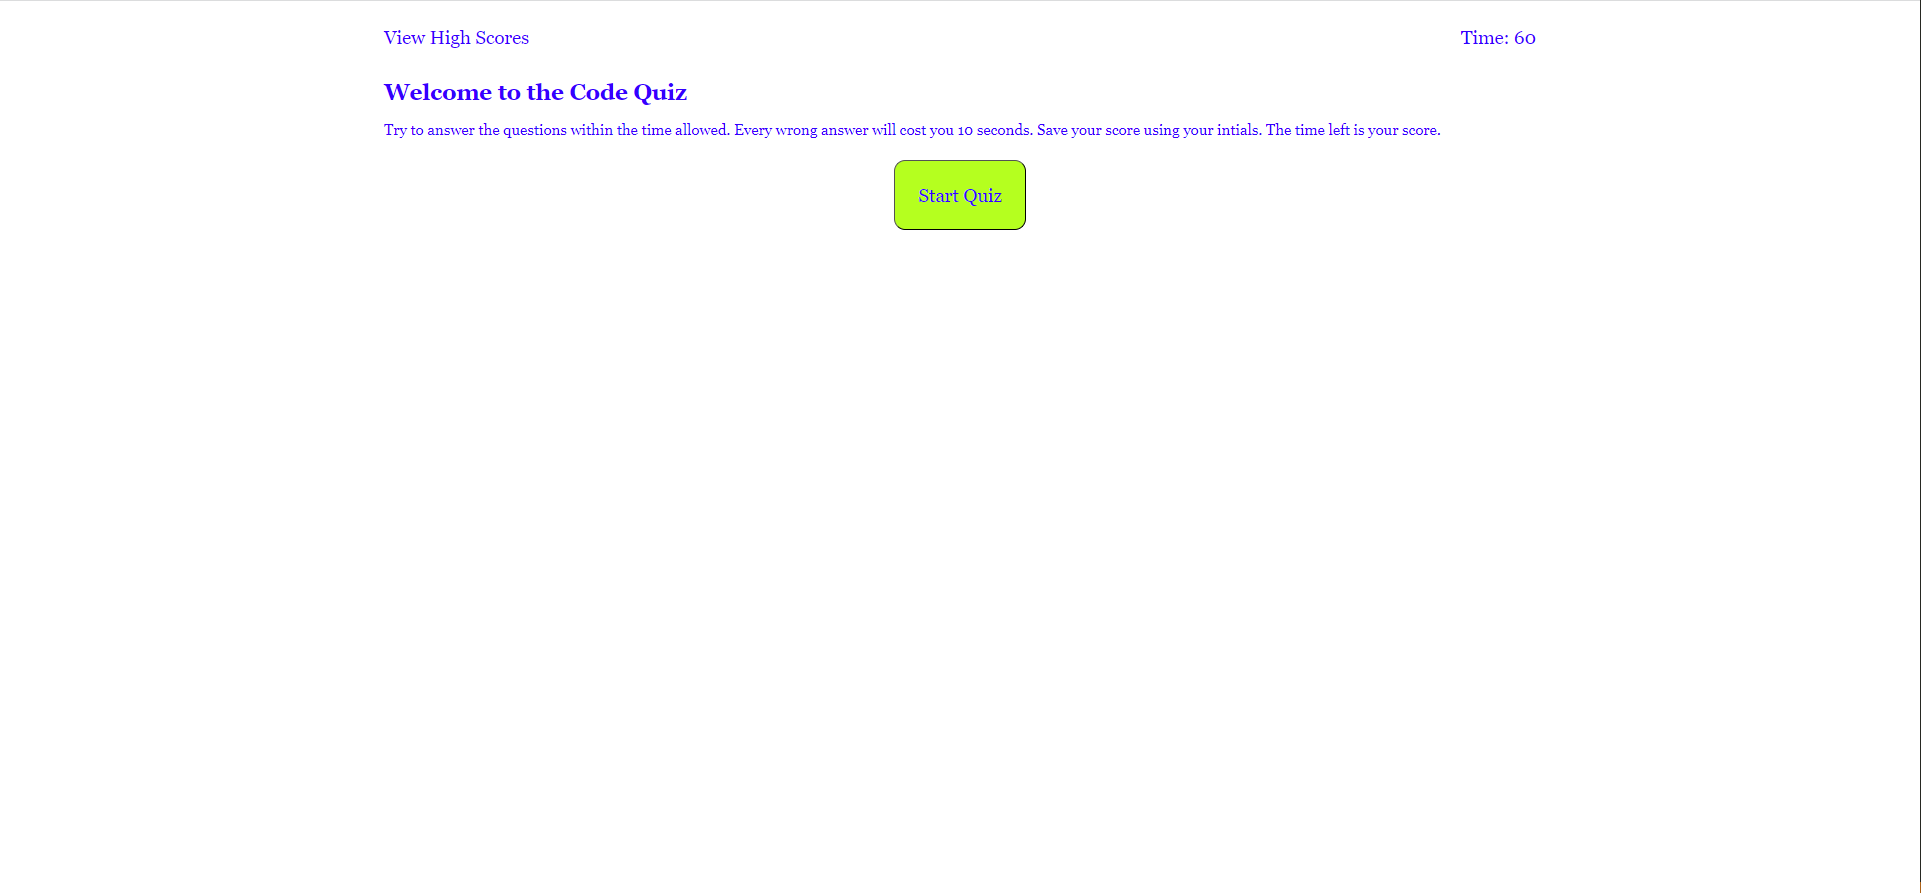 View High Scores
Time: 60
Welcome to the Code Quiz
Try to answer the questions within the time allowed. Every wrong answer will cost you 10 seconds. Save your score using your intials. The time left is your score.
Start Quiz